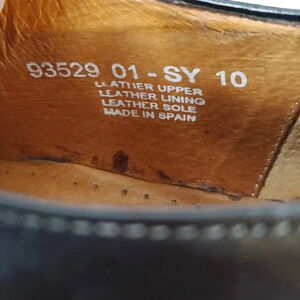 93529 01-SY 10
LEATHER UPPER
LEATHER LINING
LEATHER SOLE
MADE IN SPAIN